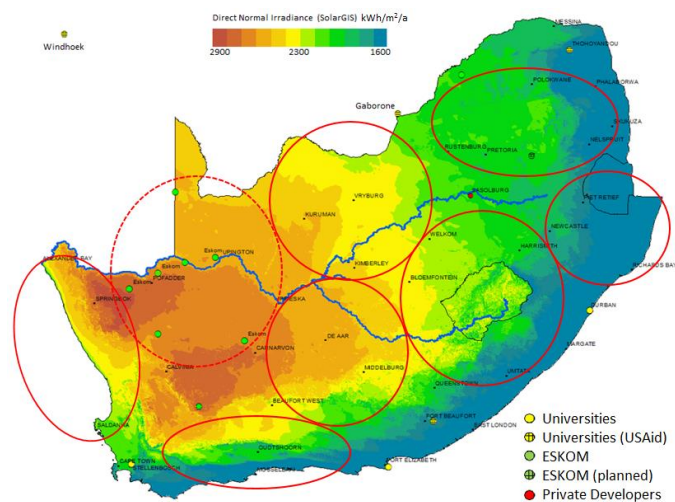 Direct Normal Irradiance (SolarGIS) kWh/m²/a
2900 2300 1600
Windhoek
MESSINA
THOHOYANDOU
POLOKWANE
PHALABORWA
Gaborone
SKUKUZA
NELSPRUIT
RUSTENBURG
PRETORIA
SASOLBURG
VRYBURG
PIET RETIEF
KURUMAN
NEWCASTLE
WELKOM
HARRISMITH
Eskom
UPINGTON
ALEXANDER BAY
Eskom
KIMBERLEY
RICHARDS BAY
Eskom
POFADDER
BLOEMFONTEIN
SPRINGBOK
PRIESKA
DURBAN
Eskom
DE AAR
CARNARVON
MARGATE
CALVINIA
MIDDELBURG
UMTATA
QUEENSTOWN
BEAUFORT WEST
SALDANHA
FORT BEAUFORT
EAST LONDON
OUDTSHOORN
CAPE TOWN
STELLENBOSCH
MOSSELBAY
PORT ELIZABETH
Universities
Universities (USAid)
ESKOM
ESKOM (planned)
Private Developers